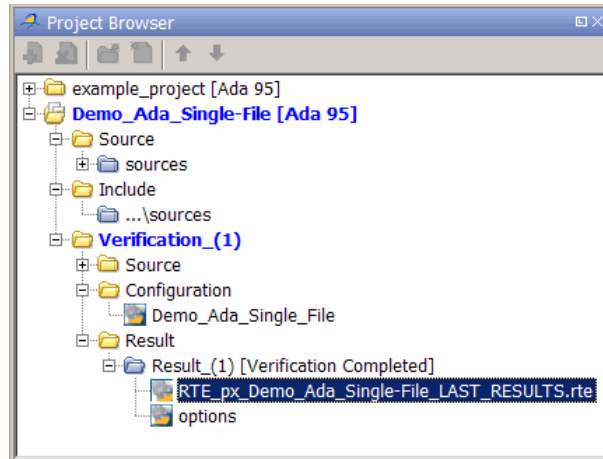 Project Browser
example_project [Ada 95]
Demo_Ada_Single-File [Ada 95]
Source
sources
Include
...\sources
Verification_(1)
Source
Configuration
Demo_Ada_Single_File
Result
Result_(1) [Verification Completed]
RTE_px_Demo_Ada_Single-File_LAST_RESULTS.rte
options